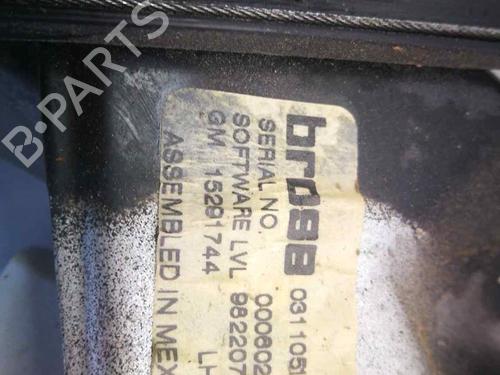 brose 031105
SERIAL NO. 000602
SOFTWARE LVL 982207
GM 15291744 LH
ASSEMBLED IN MEX
B-PARTS